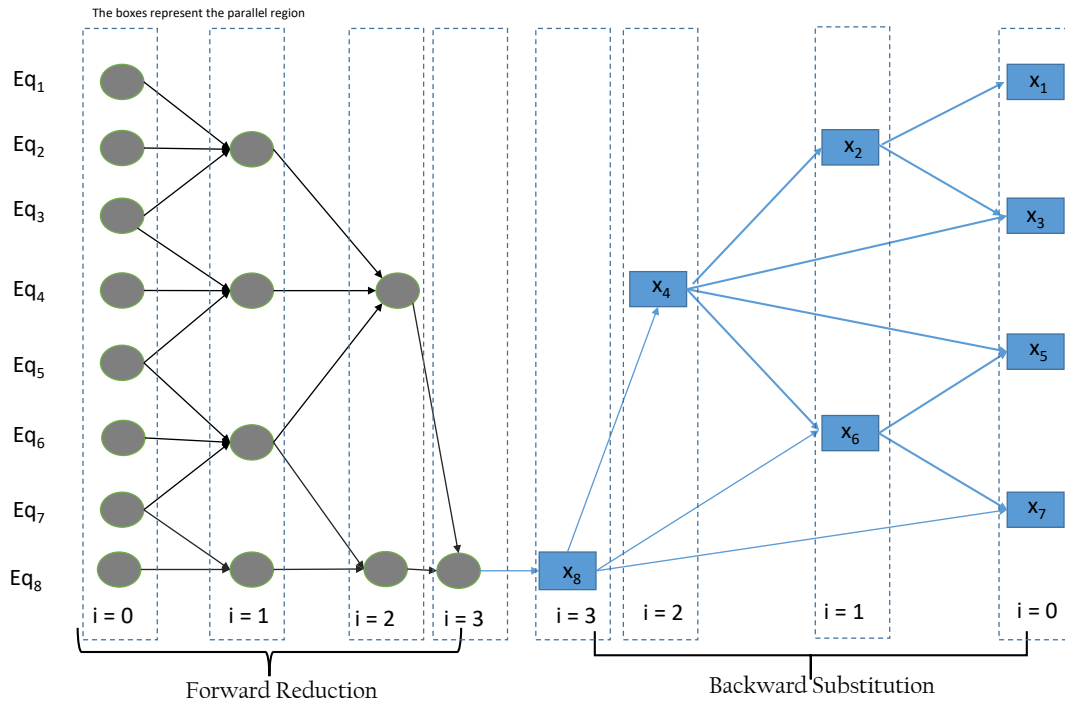 The boxes represent the parallel region
Eq₁
Eq₂
Eq₃
Eq₄
Eq₅
Eq₆
Eq₇
Eq₈
i = 0
i = 1
i = 2
i = 3
Forward Reduction
x₈
x₄
x₂
x₆
x₁
x₃
x₅
x₇
i = 3
i = 2
i = 1
i = 0
Backward Substitution